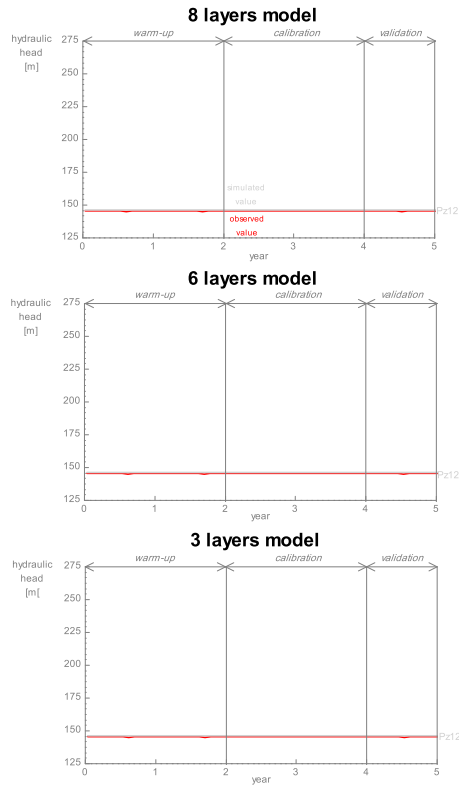 8 layers model
hydraulic
head
[m]
warm-up
calibration
validation
275
250
225
200
175
150
125
simulated
value
observed
value
Pz12
0
1
2
3
4
5
year
6 layers model
hydraulic
head
[m]
warm-up
calibration
validation
275
250
225
200
175
150
125
Pz12
0
1
2
3
4
5
year
3 layers model
hydraulic
head
[m[
warm-up
calibration
validation
275
250
225
200
175
150
125
Pz12
0
1
2
3
4
5
year